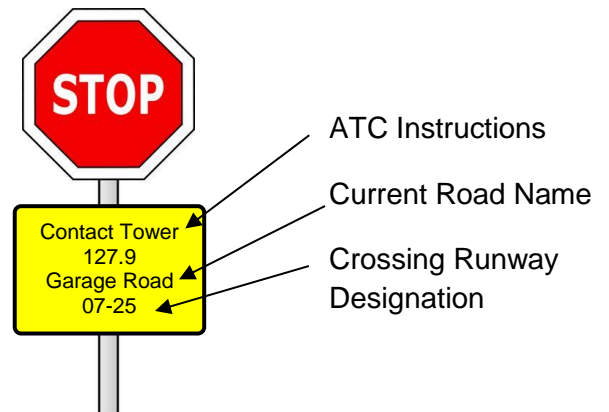 STOP
Contact Tower
127.9
Garage Road
07-25
ATC Instructions
Current Road Name
Crossing Runway
Designation